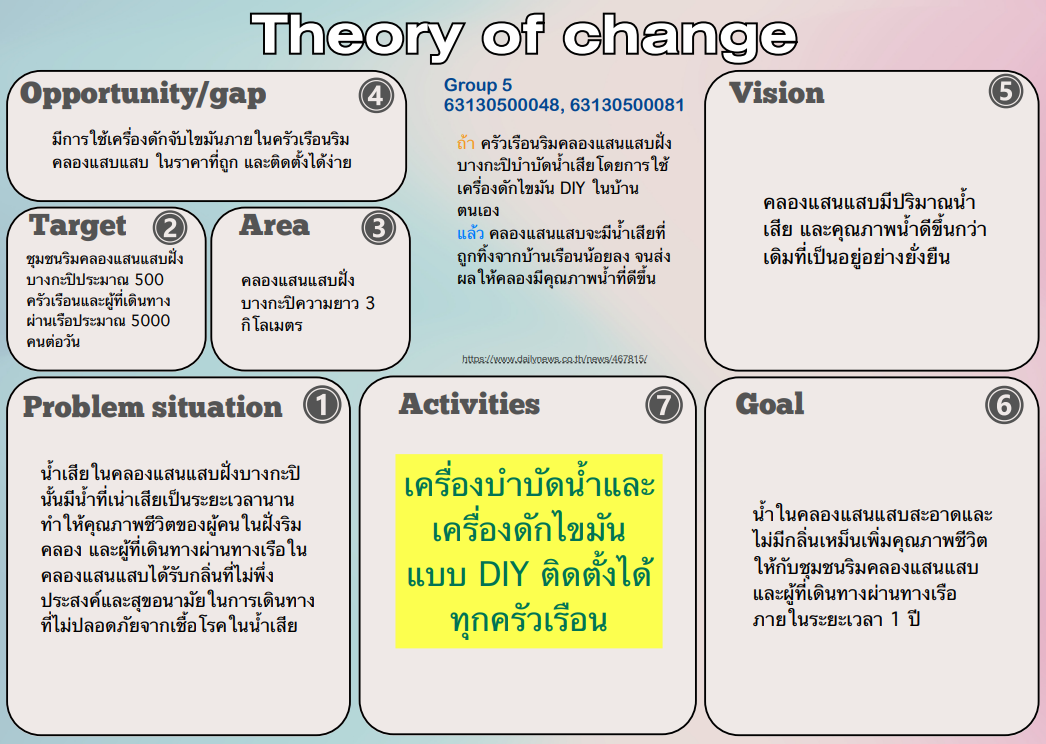 Theory of change
Opportunity/gap
4
มีการใช้เครื่องดักจับไขมันภายในครัวเรือนริม
คลองแสบแสบ ในราคาที่ถูก และติดตั้งได้ง่าย
Group 5
63130500048, 63130500081
ถ้า ครัวเรือนริมคลองแสนแสบฝั่ง
บางกะปิบำบัดน้ำเสียโดยการใช้
เครื่องดักไขมัน DIY ในบ้าน
ตนเอง
แล้ว คลองแสนแสบจะมีน้ำเสียที่
ถูกทิ้งจากบ้านเรือนน้อยลง จนส่ง
ผลให้คลองมีคุณภาพน้ำที่ดีขึ้น
https://www.dailynews.co.th/news/467815/
Vision
5
คลองแสนแสบมีปริมาณน้ำ
เสีย และคุณภาพน้ำดีขึ้นกว่า
เดิมที่เป็นอยู่อย่างยั่งยืน
Target
2
ชุมชนริมคลองแสนแสบฝั่ง
บางกะปิประมาณ 500
ครัวเรือนและผู้ที่เดินทาง
ผ่านเรือประมาณ 5000
คนต่อวัน
Area
3
คลองแสนแสบฝั่ง
บางกะปิความยาว 3
กิโลเมตร
Problem situation
1
น้ำเสียในคลองแสนแสบฝั่งบางกะปิ
นั้นมีน้ำที่เน่าเสียเป็นระยะเวลานาน
ทำให้คุณภาพชีวิตของผู้คนในฝั่งริม
คลอง และผู้ที่เดินทางผ่านทางเรือใน
คลองแสนแสบได้รับกลิ่นที่ไม่พึ่ง
ประสงค์และสุขอนามัยในการเดินทาง
ที่ไม่ปลอดภัยจากเชื้อโรคในน้ำเสีย
Activities
7
เครื่องบำบัดน้ำและ
เครื่องดักไขมัน
แบบ DIY ติดตั้งได้
ทุกครัวเรือน
Goal
6
น้ำในคลองแสนแสบสะอาดและ
ไม่มีกลิ่นเหม็นเพิ่มคุณภาพชีวิต
ให้กับชุมชนริมคลองแสนแสบ
และผู้ที่เดินทางผ่านทางเรือ
ภายในระยะเวลา 1 ปี